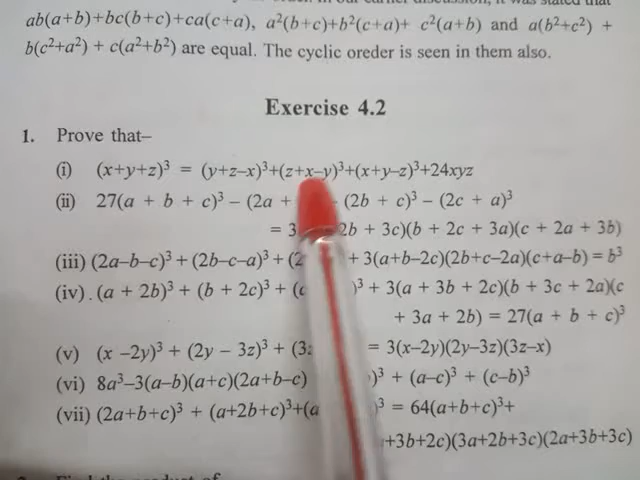 ab(a+b)+bc(b+c)+ca(c+a), a²(b+c)+b²(c+a)+ c²(a+b) and a(b²+c²) +
b(c²+a²) + c(a²+b²) are equal. The cyclic oreder is seen in them also.
Exercise 4.2
1. Prove that–
(i) (x+y+z)³ = (y+z–x)³+(z+x–y)³+(x+y–z)³+24xyz
(ii) 27(a + b + c)³ – (2a + (2b + c)³ – (2c + a)³
= 3 2b + 3c)(b + 2c + 3a)(c + 2a + 3b)
(iii) (2a–b–c)³ + (2b–c–a)³ + (2 + 3(a+b–2c)(2b+c–2a)(c+a–b) = b³
(iv) . (a + 2b)³ + (b + 2c)³ + ( )³ + 3(a + 3b + 2c)(b + 3c + 2a)(c
+ 3a + 2b) = 27(a + b + c)³
(v) (x –2y)³ + (2y – 3z)³ + (3 = 3(x–2y)(2y–3z)(3z–x)
(vi) 8a³–3(a–b)(a+c)(2a+b–c) )³ + (a–c)³ + (c–b)³
(vii) (2a+b+c)³ + (a+2b+c)³+(a ³ = 64(a+b+c)³+
+3b+2c)(3a+2b+3c)(2a+3b+3c)